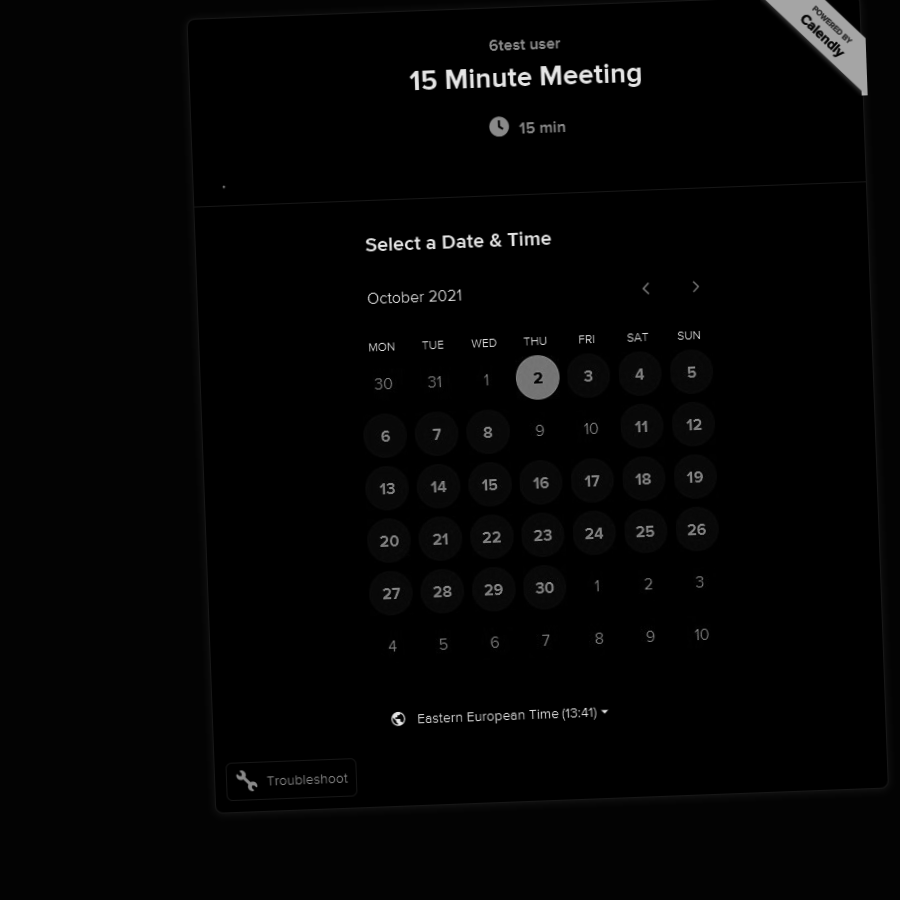 POWERED BY
Calendly
6test user
15 Minute Meeting
15 min
Select a Date & Time
October 2021
MON TUE WED THU FRI SAT SUN
30 31 1 2 3 4 5
6 7 8 9 10 11 12
13 14 15 16 17 18 19
20 21 22 23 24 25 26
27 28 29 30 1 2 3
4 5 6 7 8 9 10
Eastern European Time (13:41)
Troubleshoot